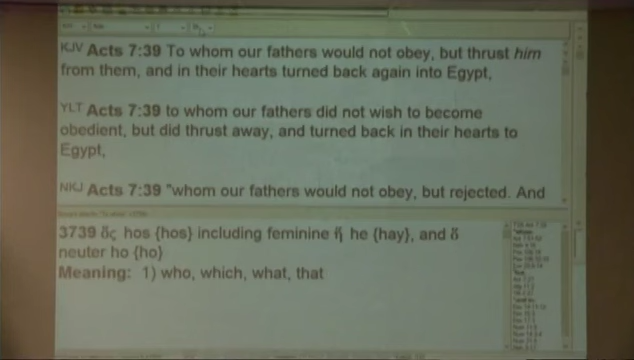 KJV Acts 7:39 To whom our fathers would not obey, but thrust him
from them, and in their hearts turned back again into Egypt,
YLT Acts 7:39 to whom our fathers did not wish to become
obedient, but did thrust away, and turned back in their hearts to
Egypt,
NKJ Acts 7:39 "whom our fathers would not obey, but rejected. And
3739 ὅς hos {hos} including feminine ἥ he {hay}, and ὅ
neuter ho {ho}
Meaning: 1) who, which, what, that